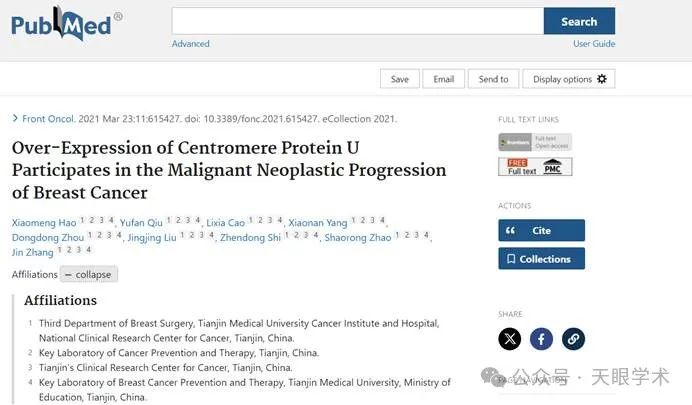 PubMed®
Search
Advanced
User Guide
Save
Email
Send to
Display options
Front Oncol. 2021 Mar 23:11:615427. doi: 10.3389/fonc.2021.615427. eCollection 2021.
Over-Expression of Centromere Protein U
Participates in the Malignant Neoplastic Progression
of Breast Cancer
Xiaomeng Hao 1 2 3 4, Yufan Qiu 1 2 3 4, Lixia Cao 1 2 3 4, Xiaonan Yang 1 2 3 4,
Dongdong Zhou 1 2 3 4, Jingjing Liu 1 2 3 4, Zhendong Shi 1 2 3 4, Shaorong Zhao 1 2 3 4,
Jin Zhang 1 2 3 4
Affiliations — collapse
Affiliations
1 Third Department of Breast Surgery, Tianjin Medical University Cancer Institute and Hospital,
National Clinical Research Center for Cancer, Tianjin, China.
2 Key Laboratory of Cancer Prevention and Therapy, Tianjin, China.
3 Tianjin's Clinical Research Center for Cancer, Tianjin, China.
4 Key Laboratory of Breast Cancer Prevention and Therapy, Tianjin Medical University, Ministry of
Education, Tianjin, China.
FULL TEXT LINKS
frontiers Full text
Open access
FREE
Full text PMC
ACTIONS
Cite
Collections
SHARE
PAGE NAVIGATION
公众号 · 天眼学术